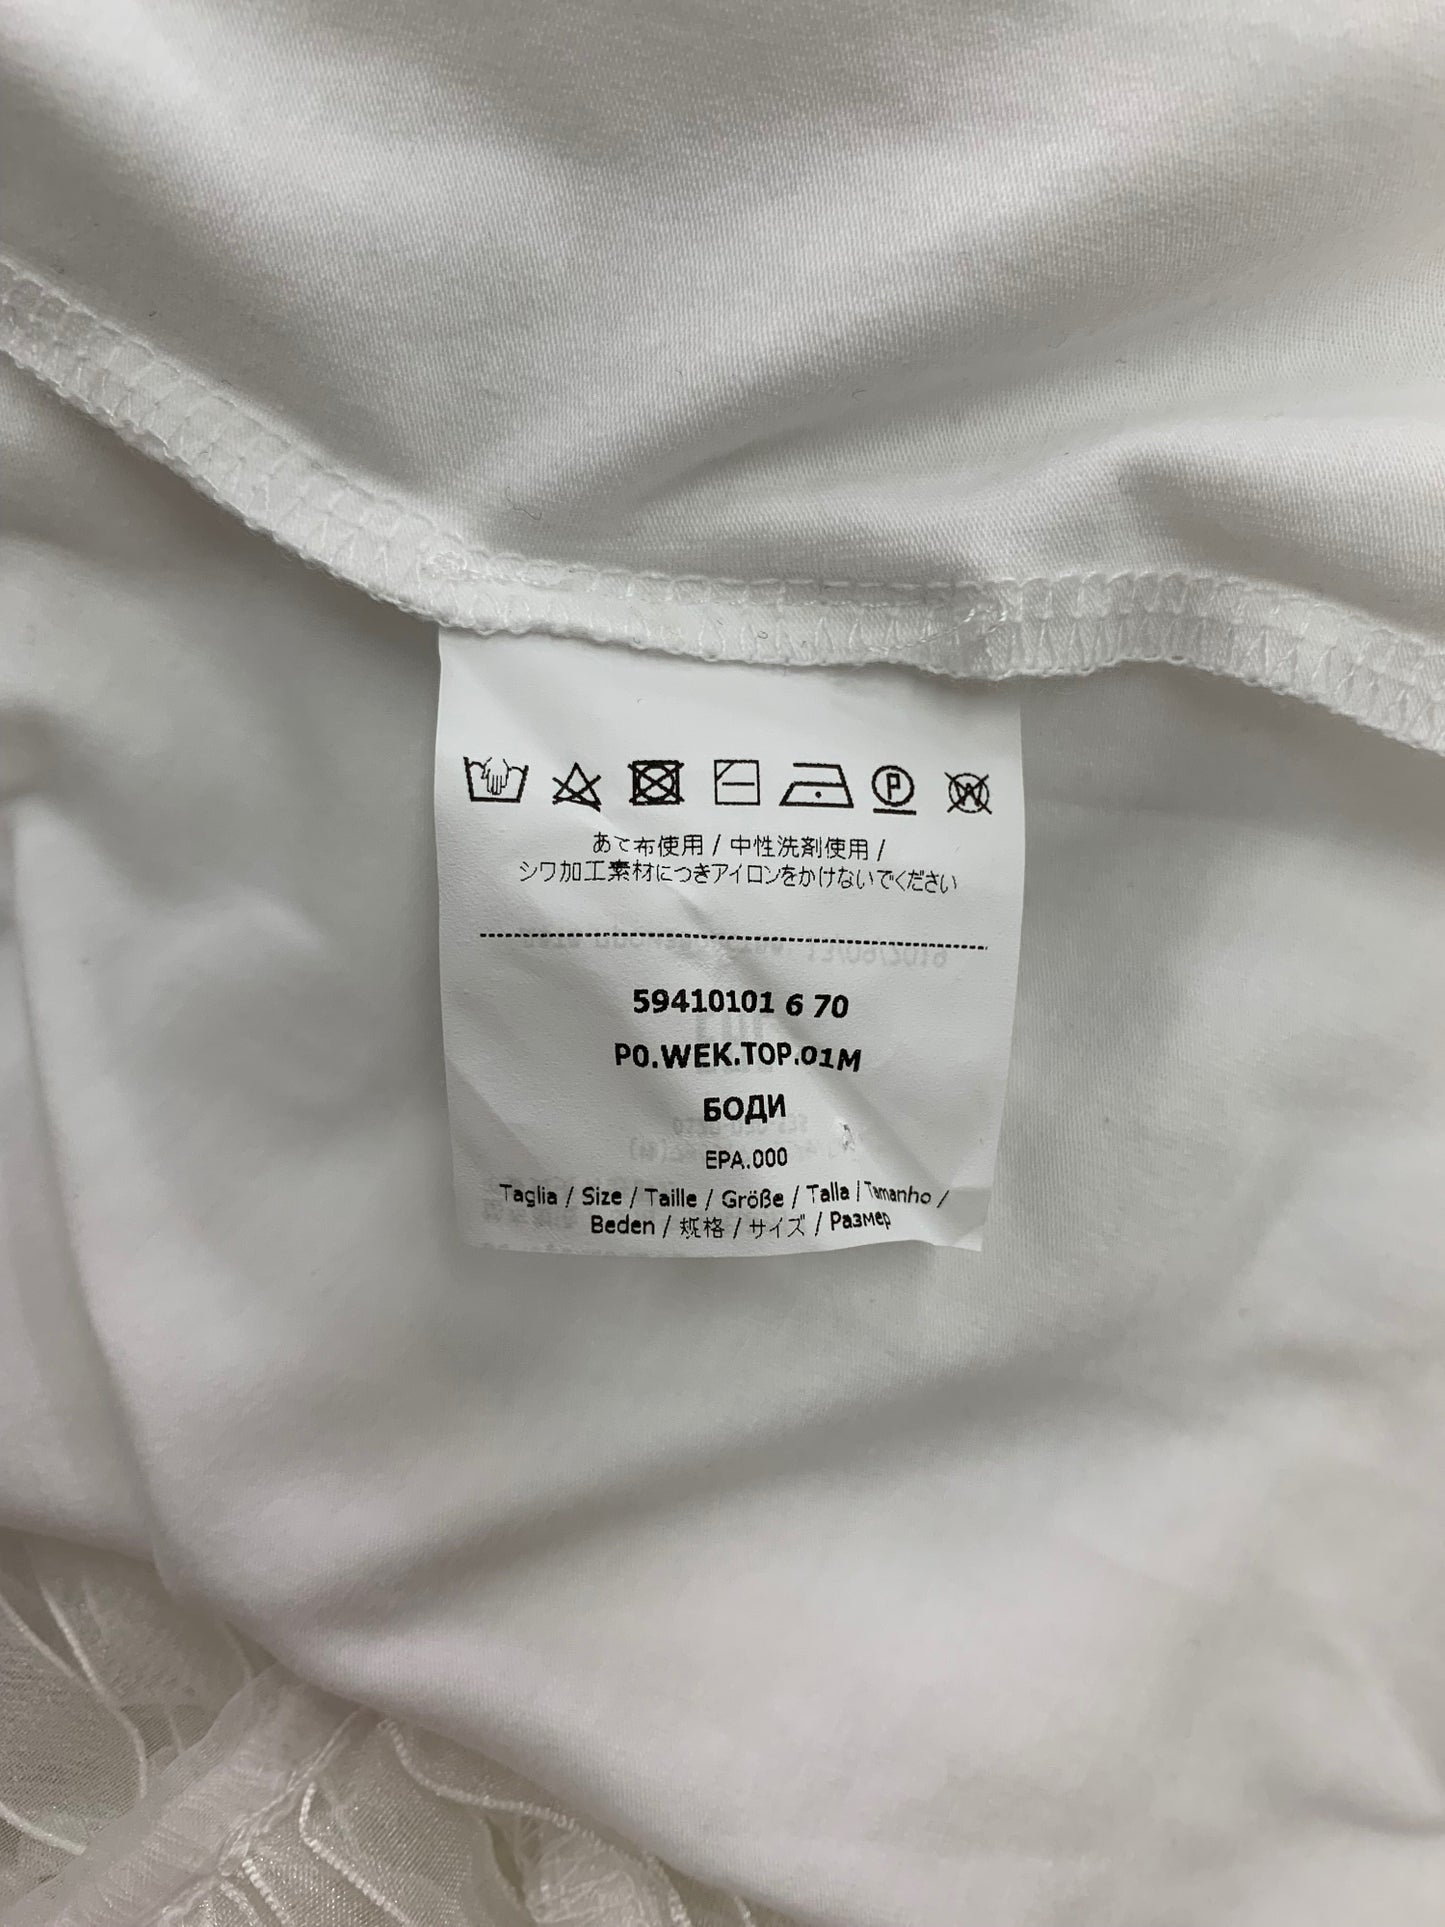 P
W
あて布使用 / 中性洗剤使用 /
シワ加工素材につきアイロンをかけないでください
59410101 6 70
P0.WEK.TOP.01M
БОДИ
EPA.000
Taglia / Size / Taille / Größe / Talla / Tamanho /
Beden / 规格 / サイズ / Размер